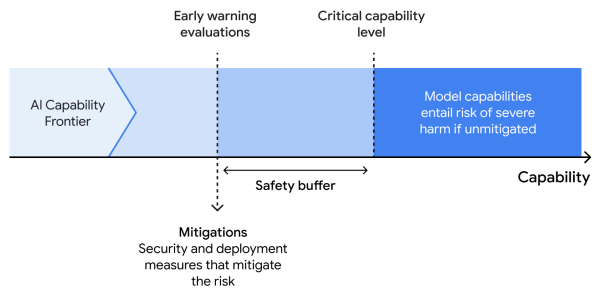 Early warning
evaluations
Critical capability
level
AI Capability
Frontier
Model capabilities
entail risk of severe
harm if unmitigated
Safety buffer
Capability
Mitigations
Security and deployment
measures that mitigate
the risk